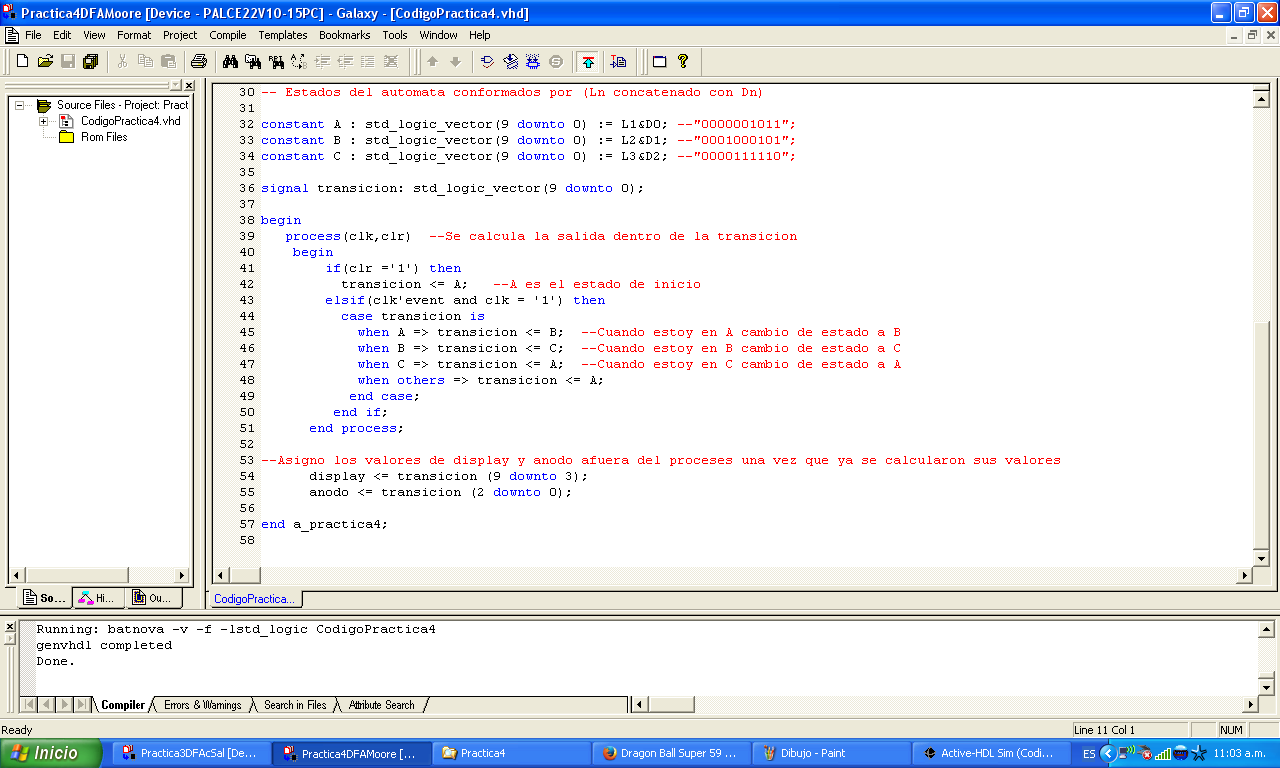 Practica4DFAMoore [Device - PALCE22V10-15PC] - Galaxy - [CodigoPractica4.vhd]
File Edit View Format Project Compile Templates Bookmarks Tools Window Help
Source Files - Project: Pract
CodigoPractica4.vhd
Rom Files
30 -- Estados del automata conformados por (Ln concatenado con Dn)
31
32 constant A : std_logic_vector(9 downto 0) := L1&D0; --"0000001011";
33 constant B : std_logic_vector(9 downto 0) := L2&D1; --"0001000101";
34 constant C : std_logic_vector(9 downto 0) := L3&D2; --"0000111110";
35
36 signal transicion: std_logic_vector(9 downto 0);
37
38 begin
39 process(clk,clr) --Se calcula la salida dentro de la transicion
40 begin
41 if(clr ='1') then
42 transicion <= A; --A es el estado de inicio
43 elsif(clk'event and clk = '1') then
44 case transicion is
45 when A => transicion <= B; --Cuando estoy en A cambio de estado a B
46 when B => transicion <= C; --Cuando estoy en B cambio de estado a C
47 when C => transicion <= A; --Cuando estoy en C cambio de estado a A
48 when others => transicion <= A;
49 end case;
50 end if;
51 end process;
52
53 --Asigno los valores de display y anodo afuera del proceses una vez que ya se calcularon sus valores
54 display <= transicion (9 downto 3);
55 anodo <= transicion (2 downto 0);
56
57 end a_practica4;
58
So... Hi... Ou...
CodigoPractica...
Running: batnova -v -f -lstd_logic CodigoPractica4
genvhdl completed
Done.
Compiler Errors & Warnings Search in Files Attribute Search
Ready
Line 11 Col 1 NUM
Inicio Practica3DFAcSal [De... Practica4DFAMoore [... Practica4 Dragon Ball Super 59 ... Dibujo - Paint Active-HDL Sim (Codi... ES 11:03 a.m.